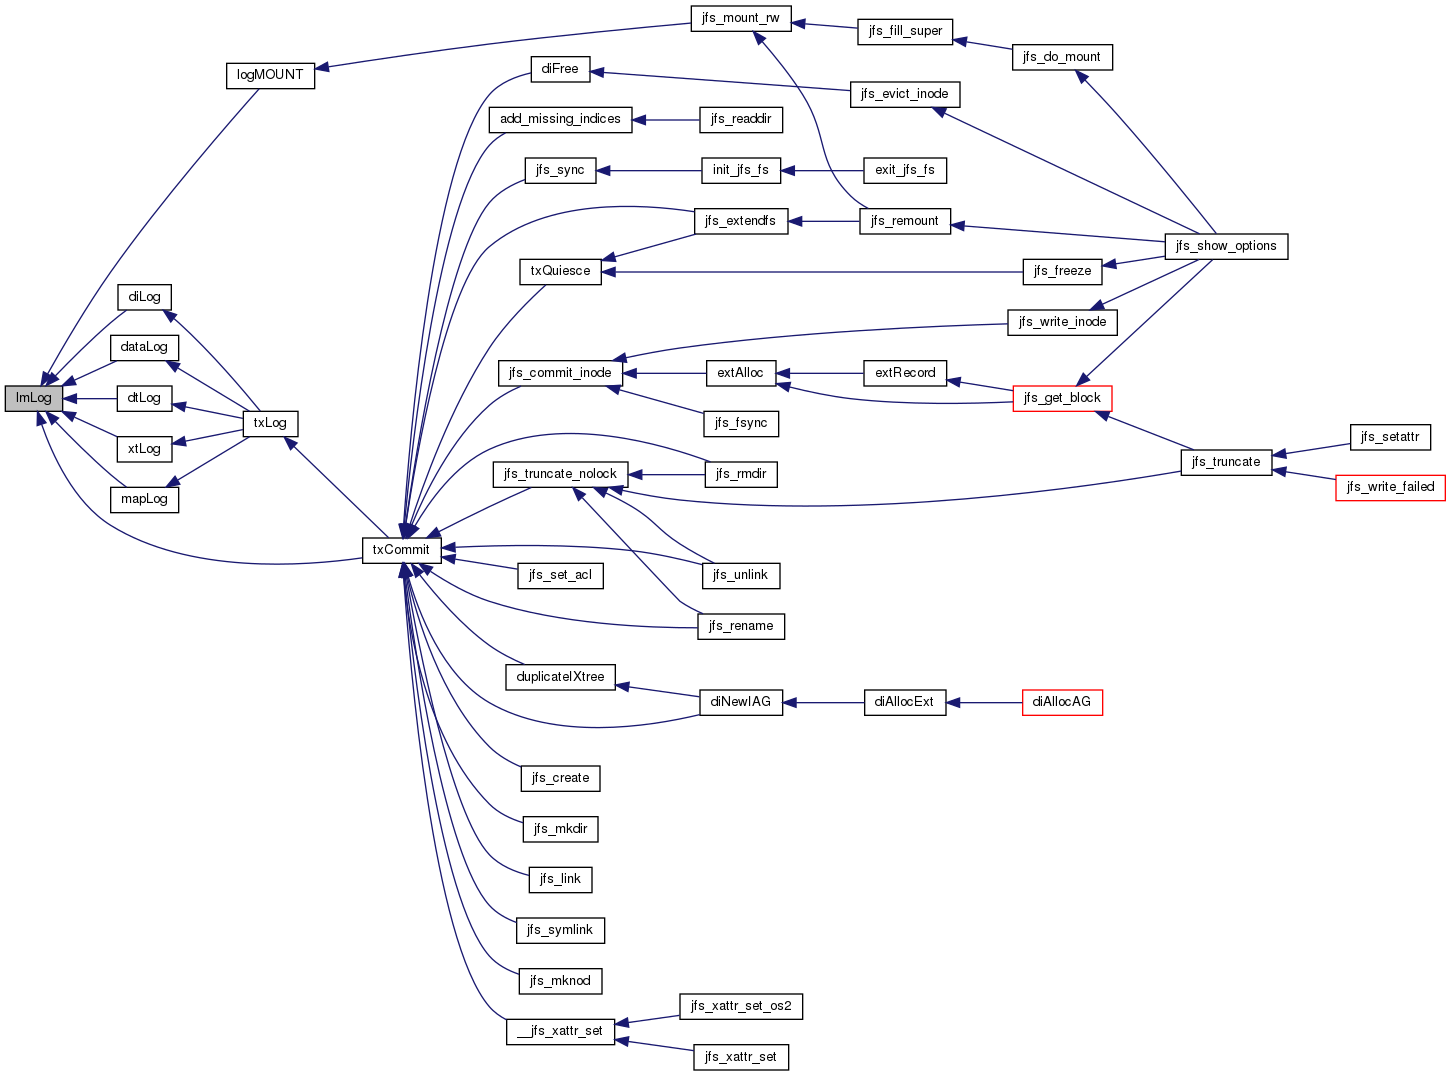 jfs_mount_rw
jfs_fill_super
jfs_do_mount
logMOUNT
diFree
jfs_evict_inode
add_missing_indices
jfs_readdir
jfs_sync
init_jfs_fs
exit_jfs_fs
jfs_extendfs
jfs_remount
jfs_show_options
txQuiesce
jfs_freeze
diLog
jfs_write_inode
dataLog
jfs_commit_inode
extAlloc
extRecord
lmLog
dtLog
jfs_get_block
txLog
jfs_fsync
xtLog
jfs_setattr
jfs_truncate
jfs_truncate_nolock
jfs_rmdir
mapLog
jfs_write_failed
txCommit
jfs_set_acl
jfs_unlink
jfs_rename
duplicateIXtree
diNewIAG
diAllocExt
diAllocAG
jfs_create
jfs_mkdir
jfs_link
jfs_symlink
jfs_mknod
__jfs_xattr_set
jfs_xattr_set_os2
jfs_xattr_set